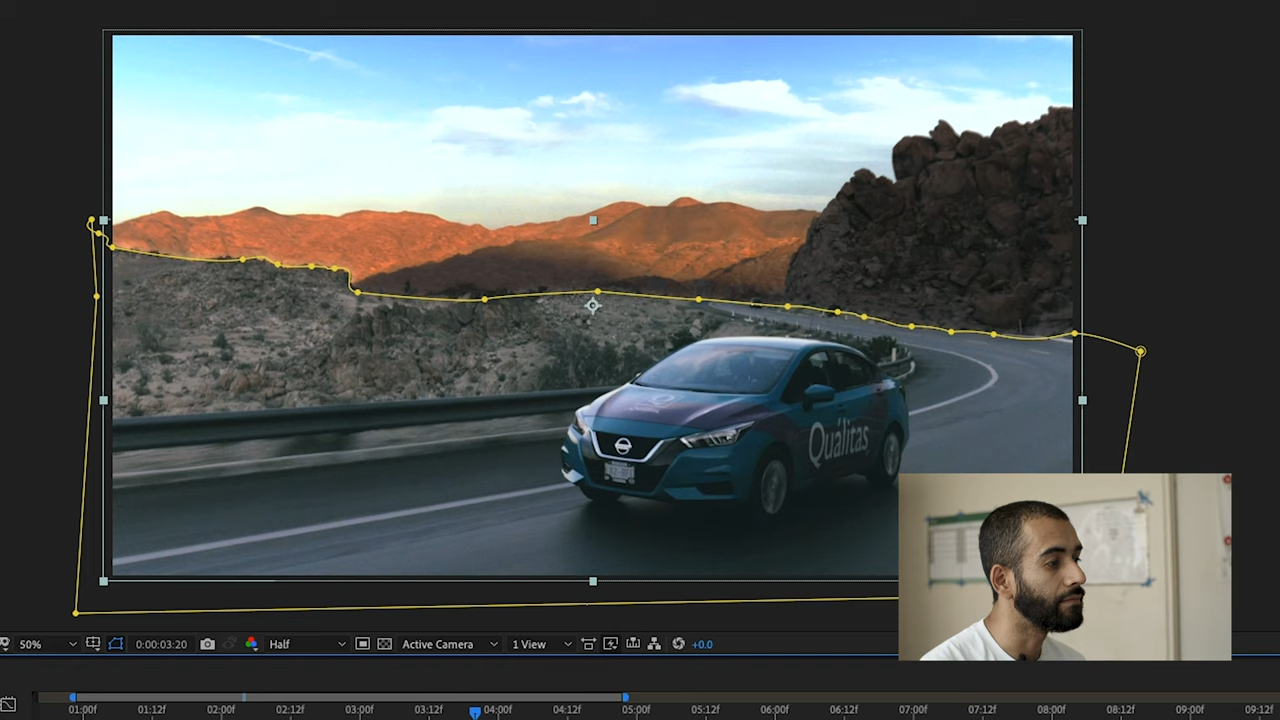 Quálitas
50%
0:00:03:20
Half
Active Camera
1 View
+0.0
01:00f
01:12f
02:00f
02:12f
03:00f
03:12f
04:00f
04:12f
05:00f
05:12f
06:00f
06:12f
07:00f
07:12f
08:00f
08:12f
09:00f
09:12f